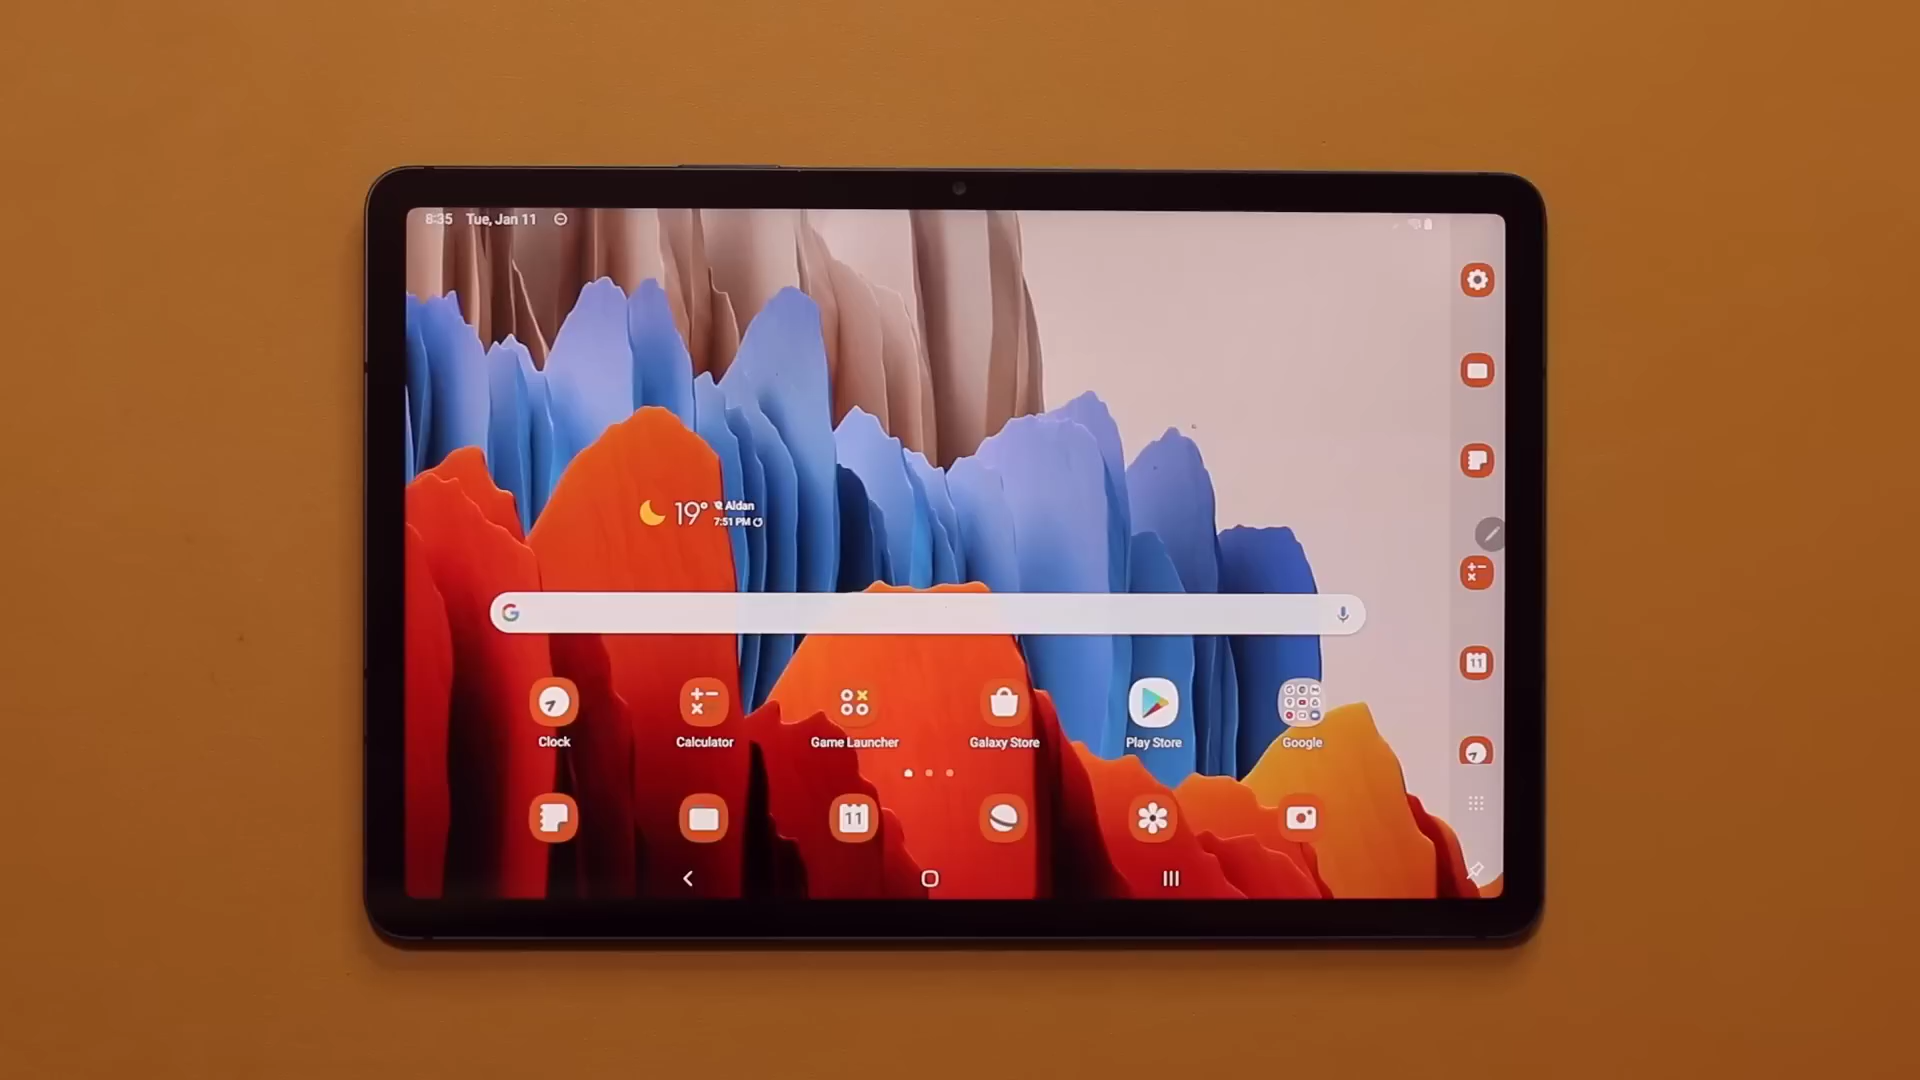 8:35 Tue, Jan 11
19° Aldan
7:51 PM
G
Clock
Calculator
Game Launcher
Galaxy Store
Play Store
Google
11
11